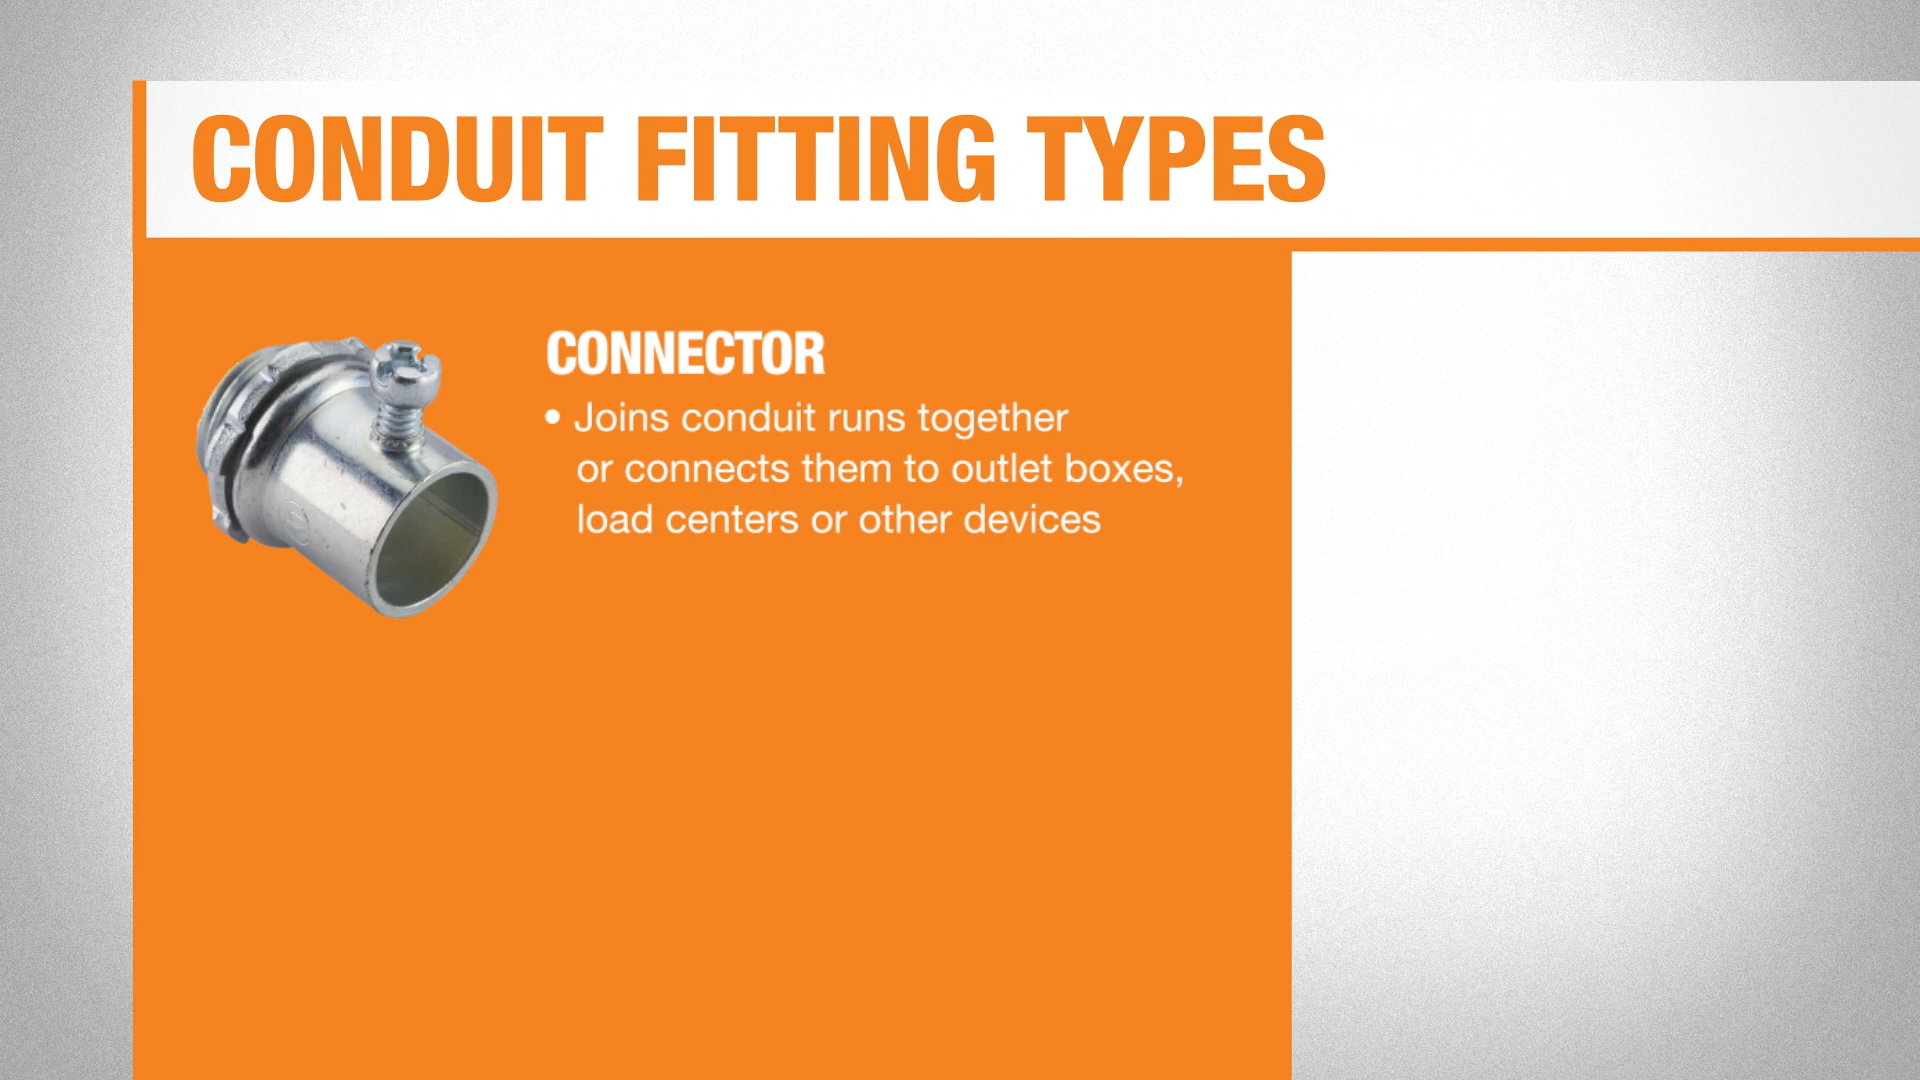 CONDUIT FITTING TYPES
CONNECTOR
• Joins conduit runs together
or connects them to outlet boxes,
load centers or other devices